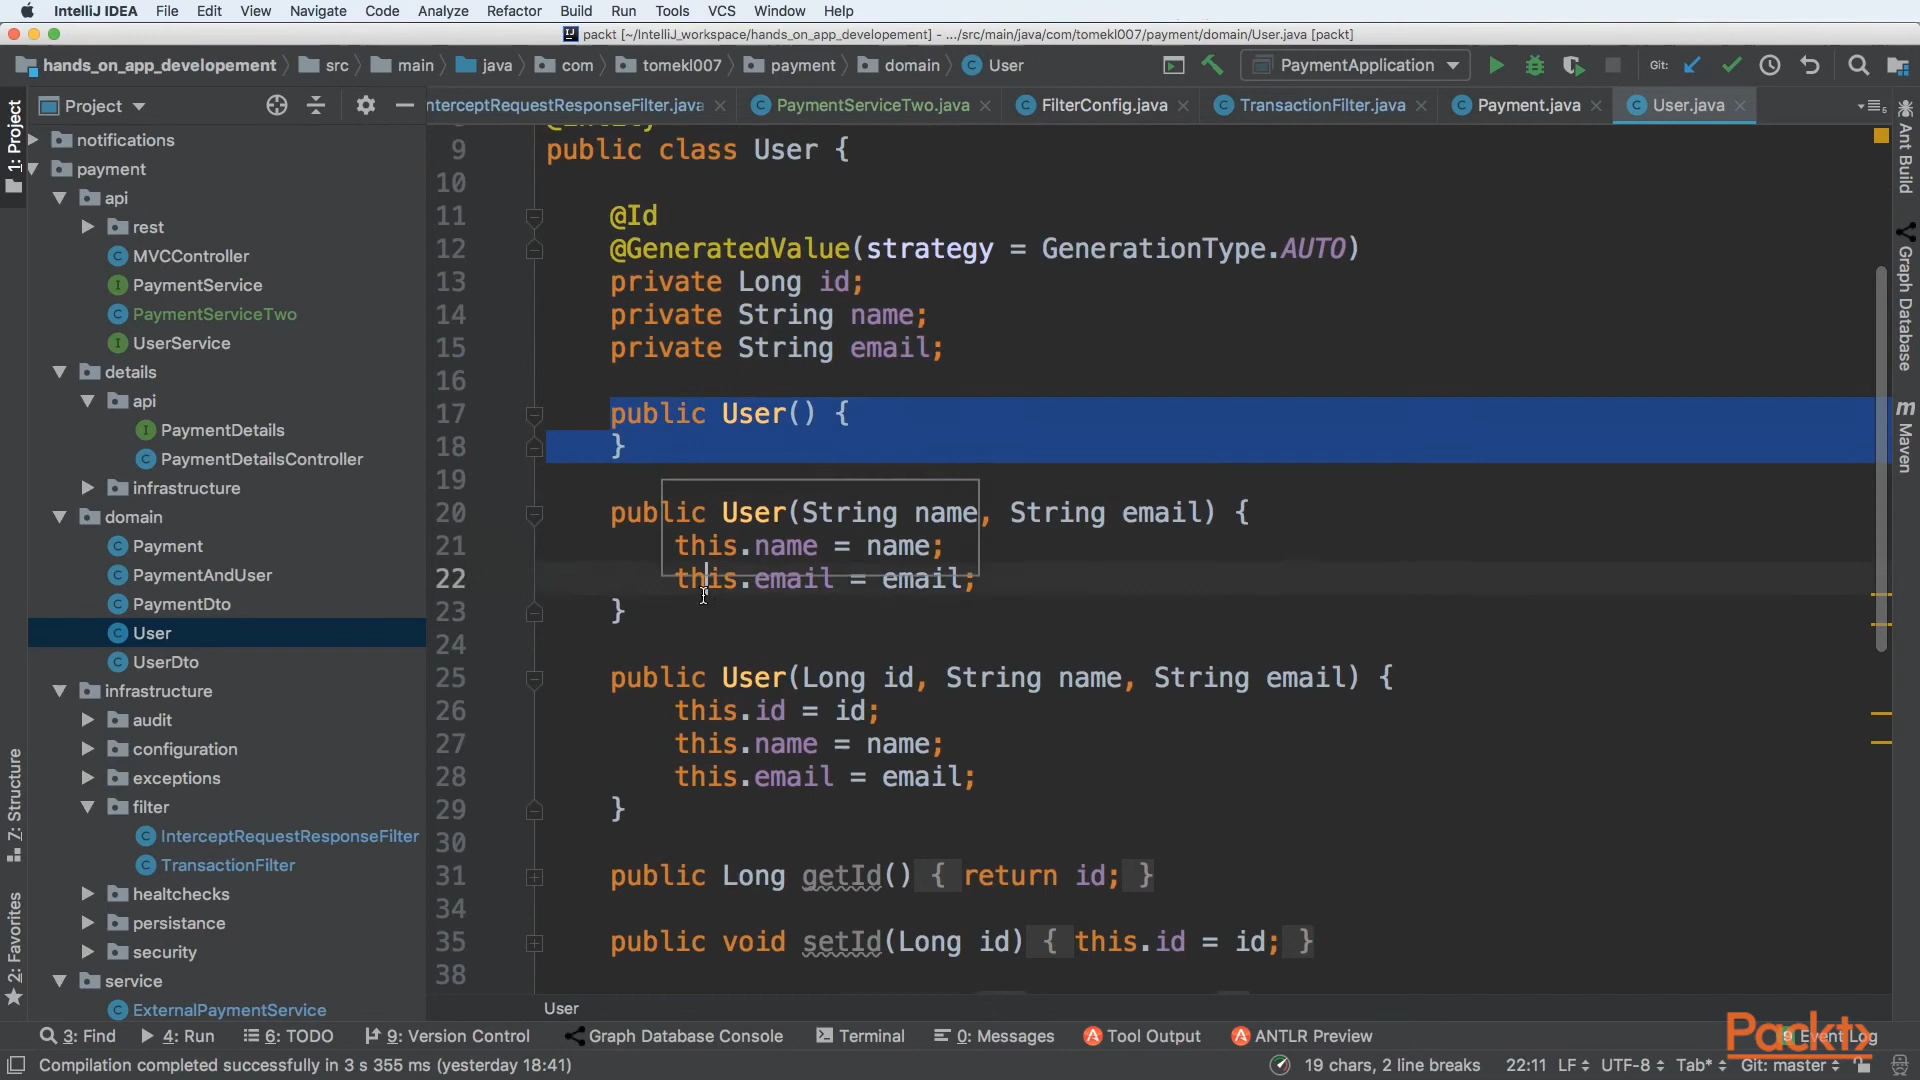 IntelliJ IDEA File Edit View Navigate Code Analyze Refactor Build Run Tools VCS Window Help
packt [~/IntelliJ_workspace/hands_on_app_developement] - .../src/main/java/com/tomekl007/payment/domain/User.java [packt]
hands_on_app_developement src main java com tomekl007 payment domain User PaymentApplication Git:
Project
nterceptRequestResponseFilter.java PaymentServiceTwo.java FilterConfig.java TransactionFilter.java Payment.java User.java
1: Project
Z: Structure
2: Favorites
notifications
payment
api
rest
MVCController
PaymentService
PaymentServiceTwo
UserService
details
api
PaymentDetails
PaymentDetailsController
infrastructure
domain
Payment
PaymentAndUser
PaymentDto
User
UserDto
infrastructure
audit
configuration
exceptions
filter
InterceptRequestResponseFilter
TransactionFilter
healtchecks
persistance
security
service
ExternalPaymentService
@Entity
9 public class User {
10
11 @Id
12 @GeneratedValue(strategy = GenerationType.AUTO)
13 private Long id;
14 private String name;
15 private String email;
16
17 public User() {
18 }
19
20 public User(String name, String email) {
21 this.name = name;
22 this.email = email;
23 }
24
25 public User(Long id, String name, String email) {
26 this.id = id;
27 this.name = name;
28 this.email = email;
29 }
30
31 public Long getId() { return id; }
34
35 public void setId(Long id) { this.id = id; }
38
User
Ant Build
Graph Database
m Maven
3: Find 4: Run 6: TODO 9: Version Control Graph Database Console Terminal 0: Messages Tool Output ANTLR Preview Event Log
Packt>
Compilation completed successfully in 3 s 355 ms (yesterday 18:41) 19 chars, 2 line breaks 22:11 LF UTF-8 Tab* Git: master